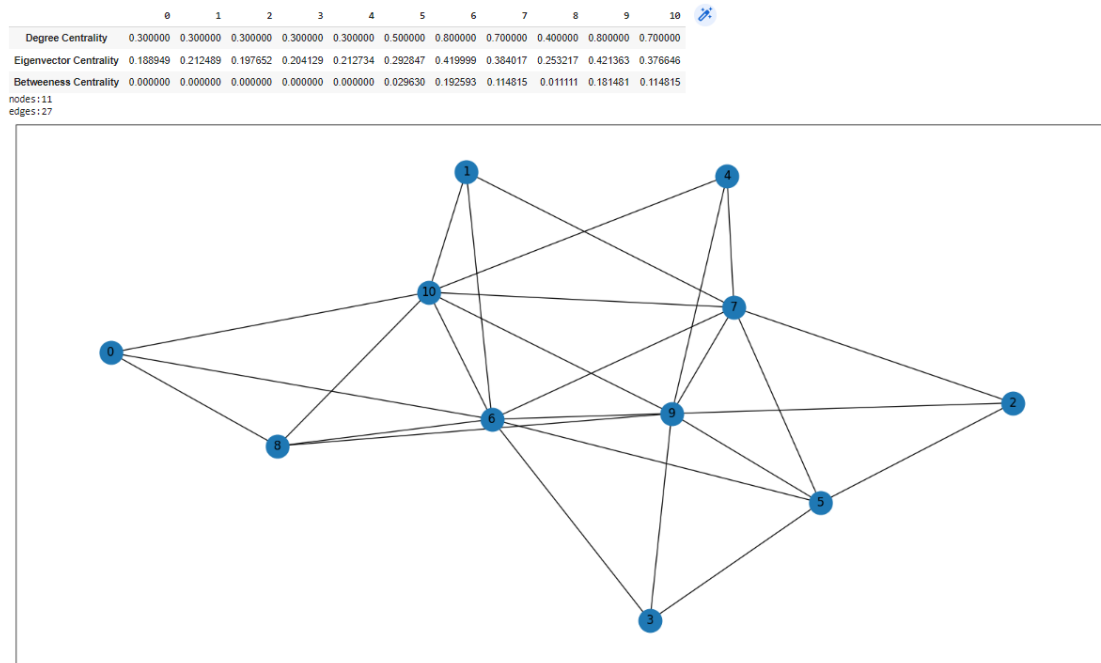 0 1 2 3 4 5 6 7 8 9 10
Degree Centrality 0.300000 0.300000 0.300000 0.300000 0.300000 0.500000 0.800000 0.700000 0.400000 0.800000 0.700000
Eigenvector Centrality 0.188949 0.212489 0.197652 0.204129 0.212734 0.292847 0.419999 0.384017 0.253217 0.421363 0.376646
Betweeness Centrality 0.000000 0.000000 0.000000 0.000000 0.000000 0.029630 0.192593 0.114815 0.011111 0.181481 0.114815
nodes:11
edges:27
1
4
10
7
0
2
9
6
8
5
3